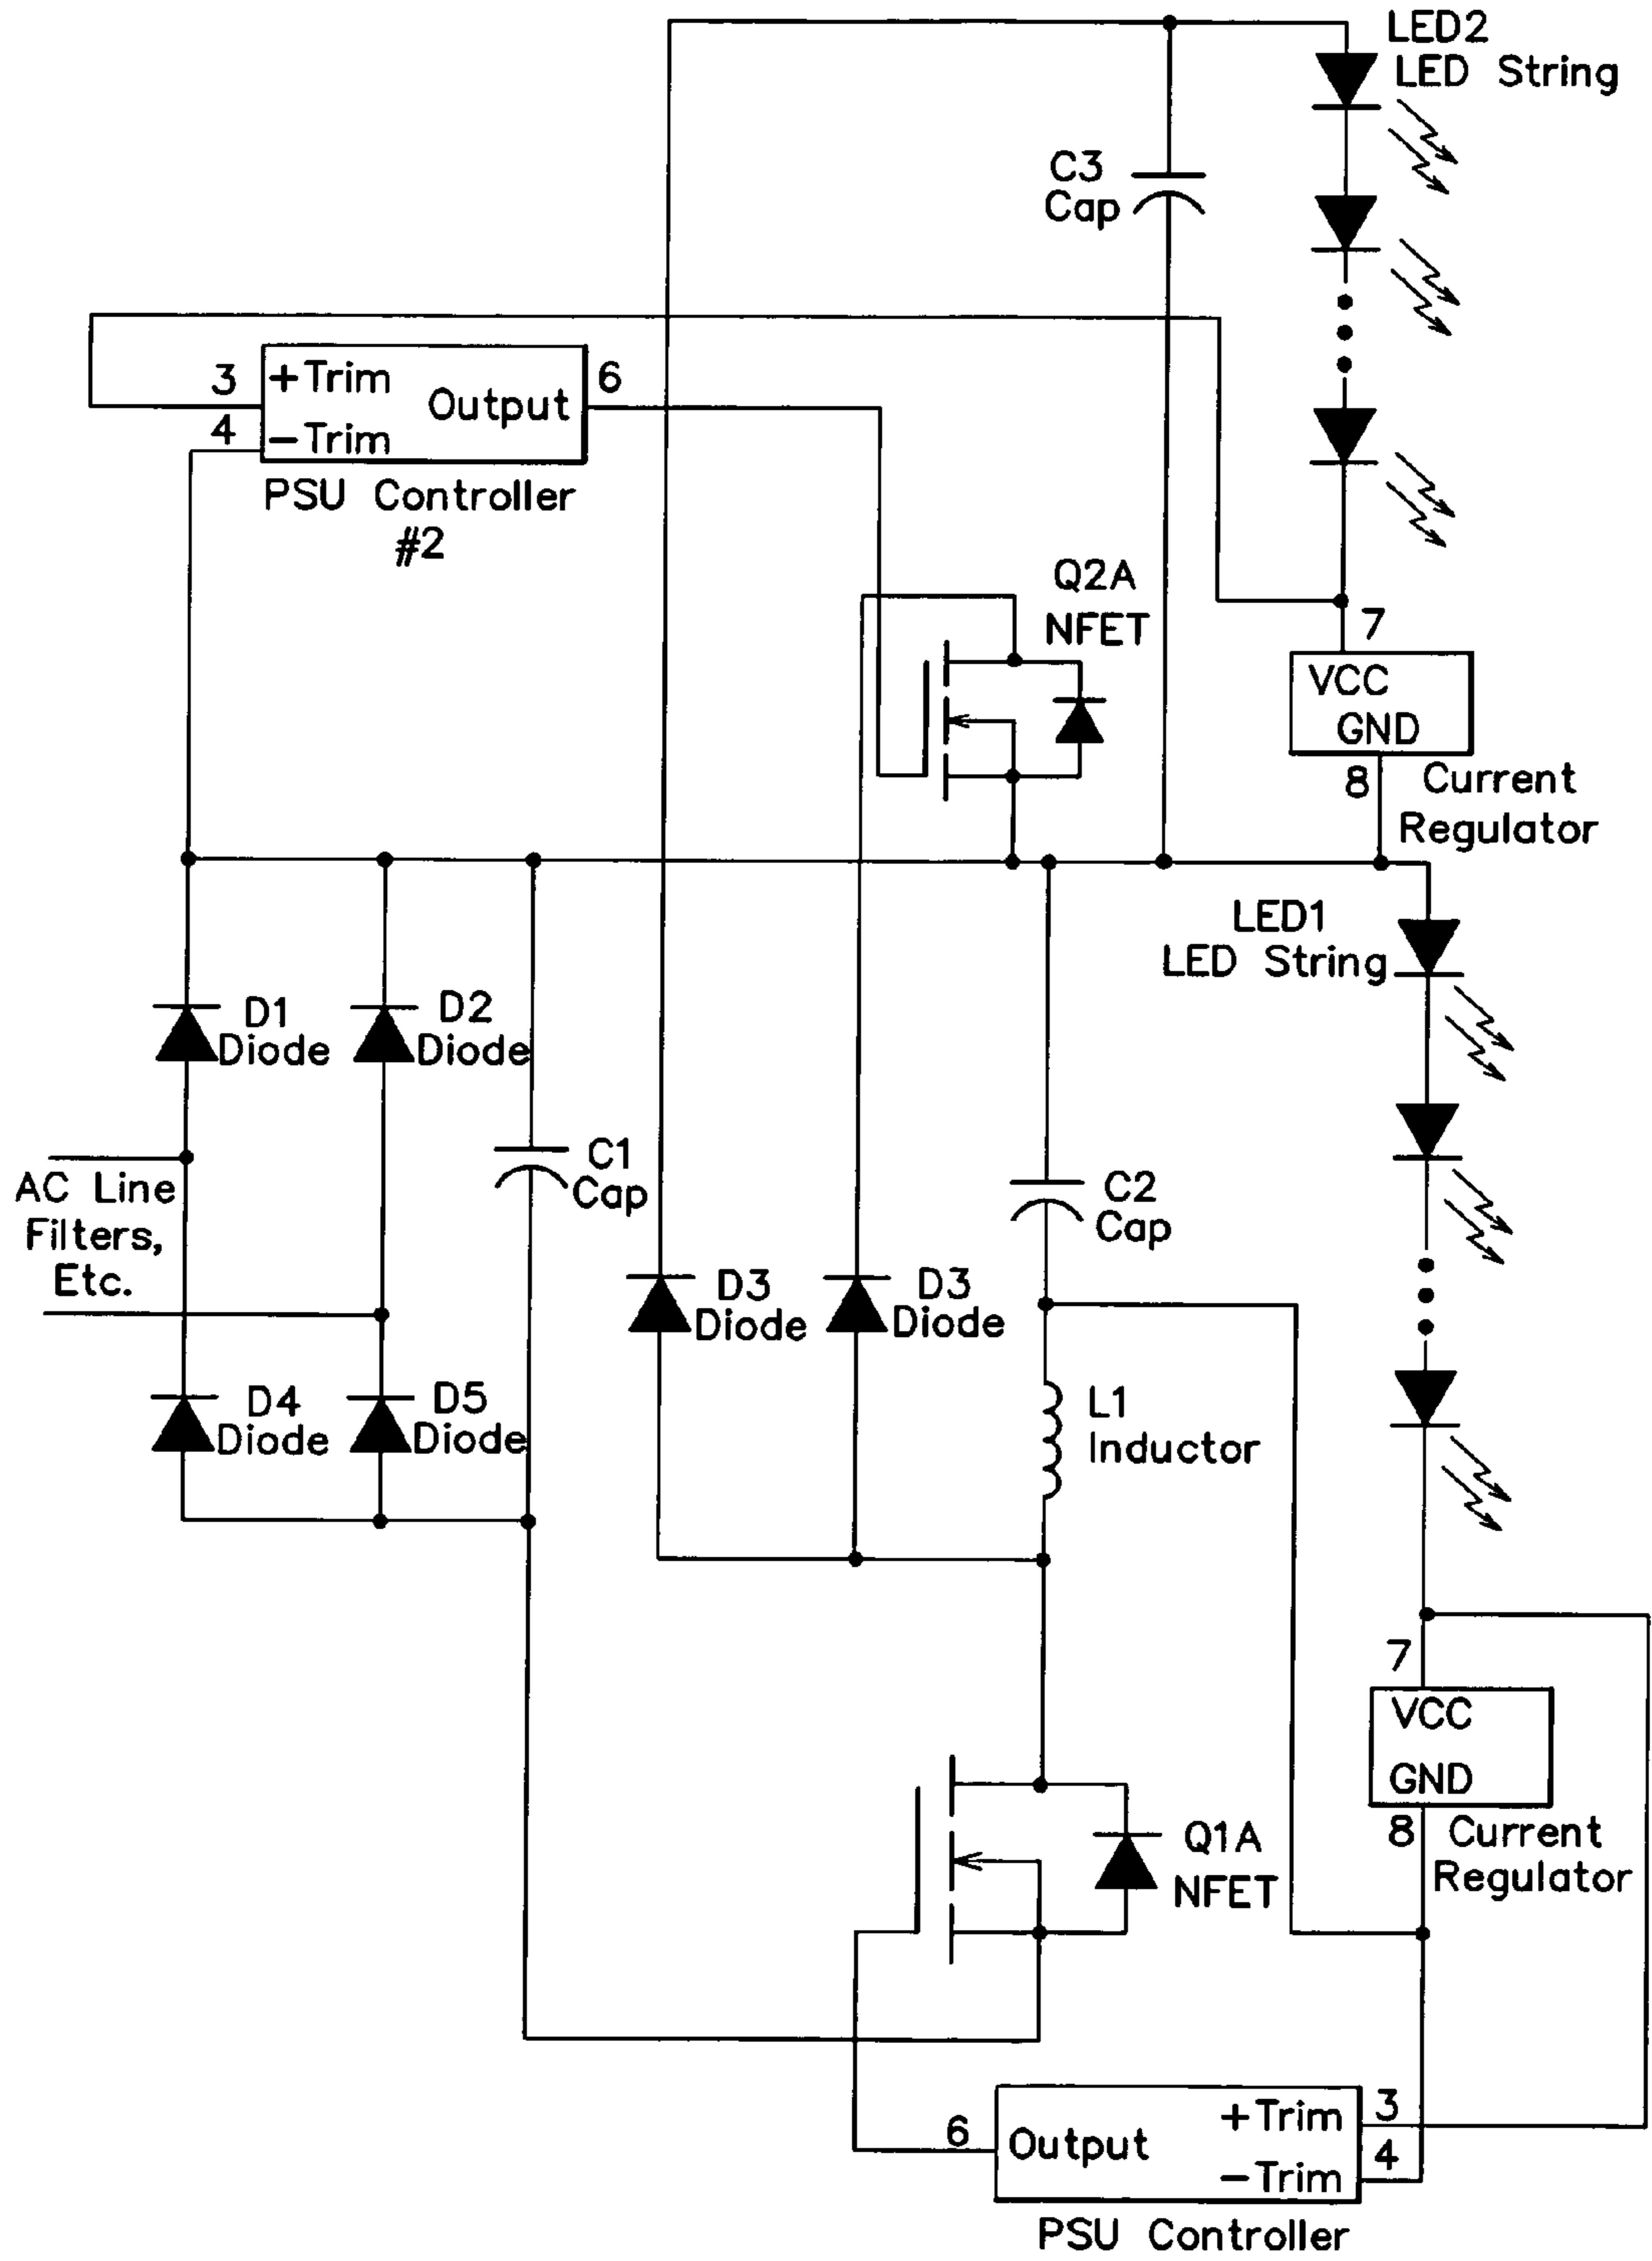 LED2
LED String
C3
Cap
3
+Trim
Output
6
4
-Trim
PSU Controller
#2
Q2A
NFET
7
VCC
GND
8
Current
Regulator
LED1
LED String
D1
Diode
D2
Diode
AC Line
Filters,
Etc.
C1
Cap
C2
Cap
D3
Diode
D3
Diode
D4
Diode
D5
Diode
L1
Inductor
7
VCC
GND
8
Current
Regulator
Q1A
NFET
6
Output
+Trim
3
-Trim
4
PSU Controller